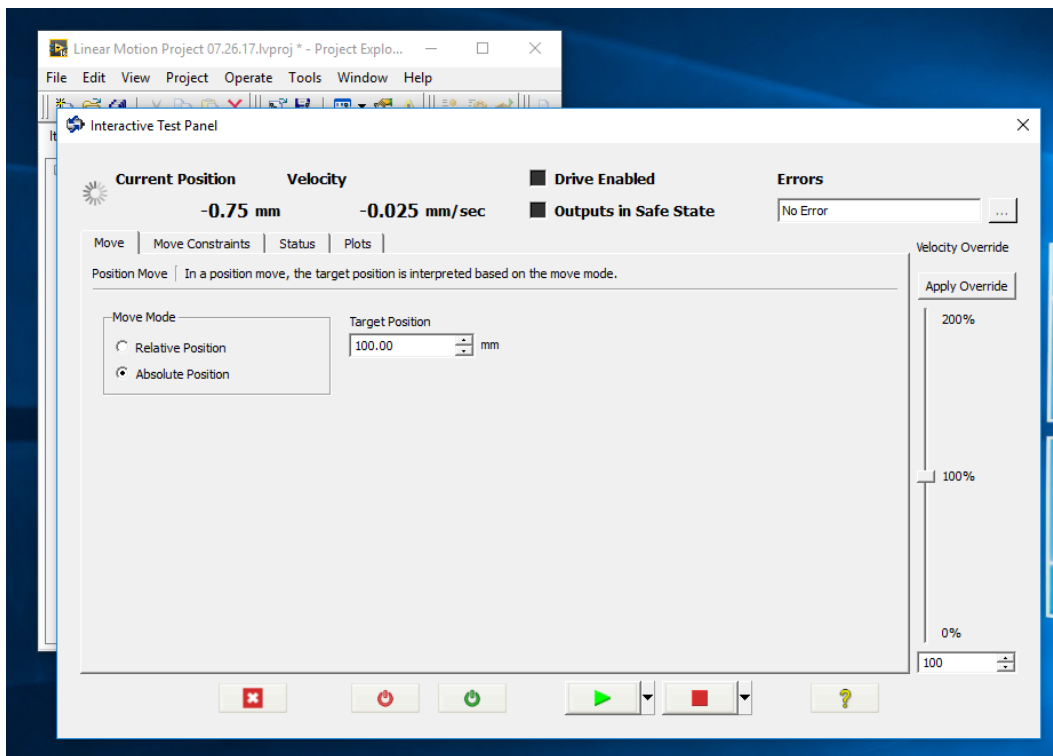 Linear Motion Project 07.26.17.lvproj * - Project Explo...
File Edit View Project Operate Tools Window Help
It
Interactive Test Panel
Current Position Velocity Drive Enabled Errors
-0.75 mm -0.025 mm/sec Outputs in Safe State No Error ...
Move Move Constraints Status Plots Velocity Override
Position Move In a position move, the target position is interpreted based on the move mode.
Apply Override
Move Mode Target Position 200%
Relative Position 100.00 mm
Absolute Position
100%
0%
100
?